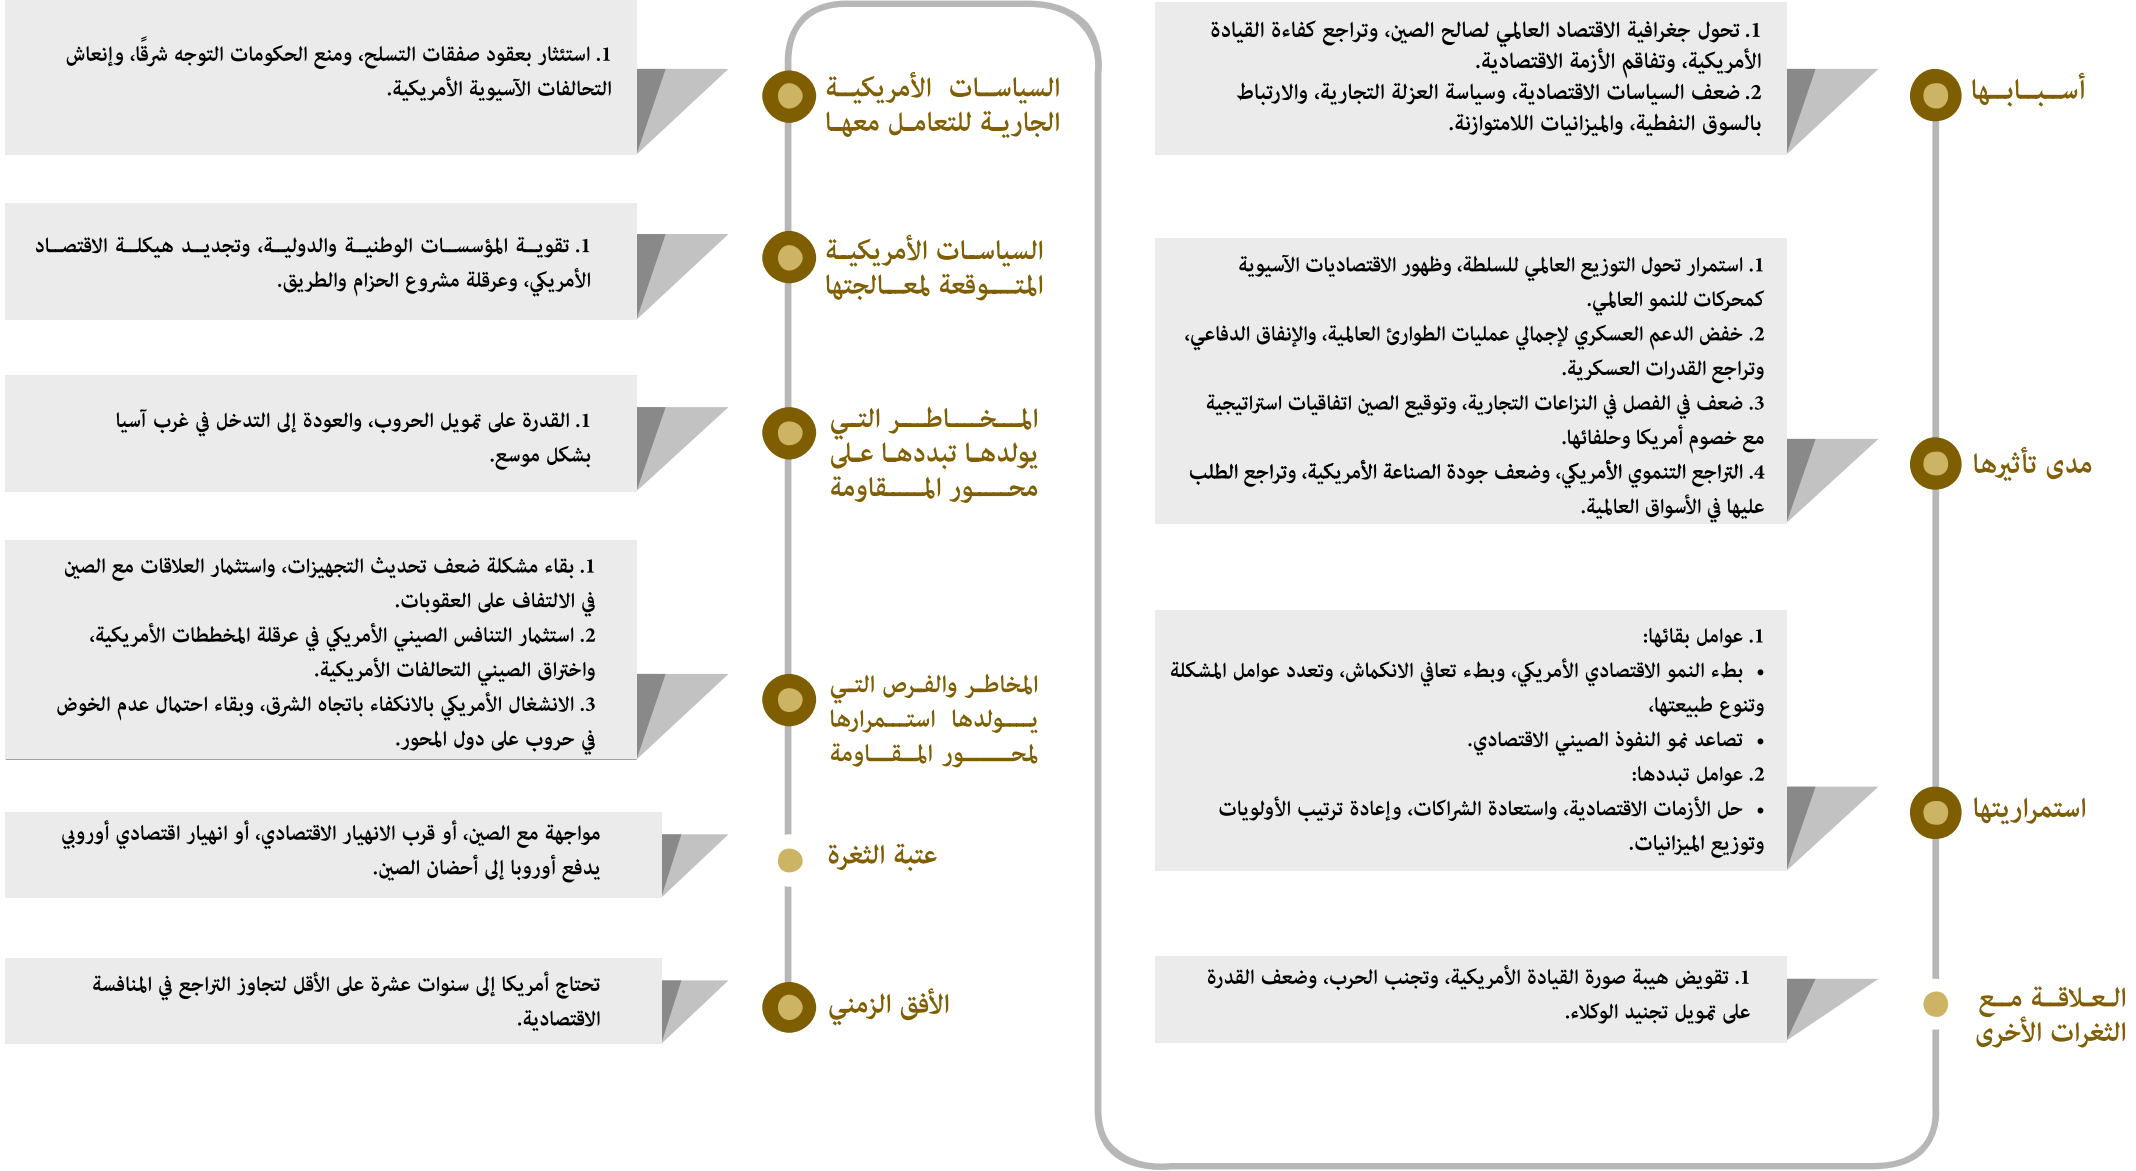 أسبابها
1. تحول جغرافية الاقتصاد العالمي لصالح الصين، وتراجع كفاءة القيادة
الأمريكية، وتفاقم الأزمة الاقتصادية.
2. ضعف السياسات الاقتصادية، وسياسة العزلة التجارية، والارتباط
بالسوق النفطية، والميزانيات اللامتوازنة.
مدى تأثيرها
1. استمرار تحول التوزيع العالمي للسلطة، وظهور الاقتصاديات الآسيوية
كمحركات للنمو العالمي.
2. خفض الدعم العسكري لإجمالي عمليات الطوارئ العالمية، والإنفاق الدفاعي،
وتراجع القدرات العسكرية.
3. ضعف في الفصل في النزاعات التجارية، وتوقيع الصين اتفاقيات استراتيجية
مع خصوم أمريكا وحلفائها.
4. التراجع التنموي الأمريكي، وضعف جودة الصناعة الأمريكية، وتراجع الطلب
عليها في الأسواق العالمية.
استمراريتها
1. عوامل بقائها:
• بطء النمو الاقتصادي الأمريكي، وبطء تعافي الانكماش، وتعدد عوامل المشكلة
وتنوع طبيعتها،
• تصاعد نمو النفوذ الصيني الاقتصادي.
2. عوامل تبددها:
• حل الأزمات الاقتصادية، واستعادة الشراكات، وإعادة ترتيب الأولويات
وتوزيع الميزانيات.
العلاقة مع
الثغرات الأخرى
1. تقويض هيبة صورة القيادة الأمريكية، وتجنب الحرب، وضعف القدرة
على تمويل تجنيد الوكلاء.
السياسات الأمريكية
الجارية للتعامل معها
1. استئثار بعقود صفقات التسلح، ومنع الحكومات التوجه شرقًا، وإنعاش
التحالفات الآسيوية الأمريكية.
السياسات الأمريكية
المتوقعة لمعالجتها
1. تقوية المؤسسات الوطنية والدولية، وتجديد هيكلة الاقتصاد
الأمريكي، وعرقلة مشروع الحزام والطريق.
المخاطر التي
يولدها تبددها على
محور المقاومة
1. القدرة على تمويل الحروب، والعودة إلى التدخل في غرب آسيا
بشكل موسع.
المخاطر والفرص التي
يولدها استمرارها
لمحور المقاومة
1. بقاء مشكلة ضعف تحديث التجهيزات، واستثمار العلاقات مع الصين
في الالتفاف على العقوبات.
2. استثمار التنافس الصيني الأمريكي في عرقلة المخططات الأمريكية،
واختراق الصيني التحالفات الأمريكية.
3. الانشغال الأمريكي بالانكفاء باتجاه الشرق، وبقاء احتمال عدم الخوض
في حروب على دول المحور.
عتبة الثغرة
مواجهة مع الصين، أو قرب الانهيار الاقتصادي، أو انهيار اقتصادي أوروبي
يدفع أوروبا إلى أحضان الصين.
الأفق الزمني
تحتاج أمريكا إلى سنوات عشرة على الأقل لتجاوز التراجع في المنافسة
الاقتصادية.